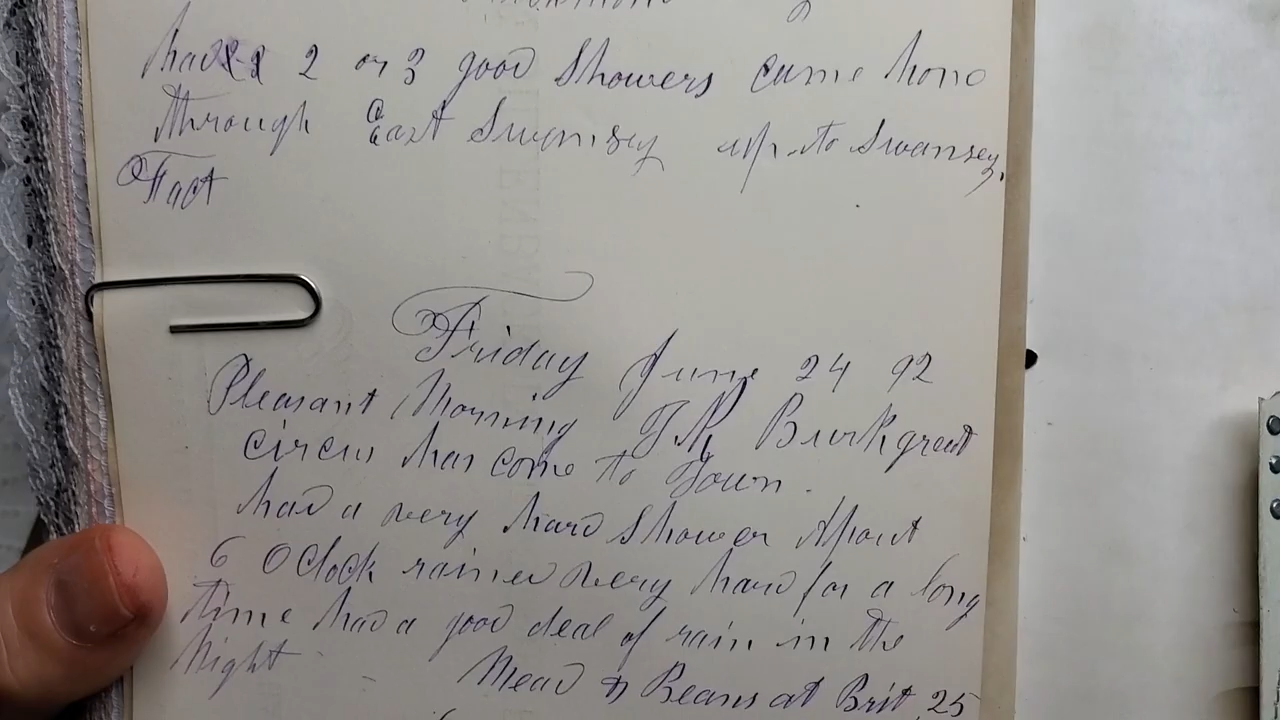 had 2 or 3 good Showers came home
through East Swansey up to Swansey,
Fact
Friday June 24 92
Pleasant Morning Burk great
circus has come to Town.
had a very hard Shower About
6 O Clock rained very hard for a long
time had a good deal of rain in the
Night
Mead & Beans at Brit 25